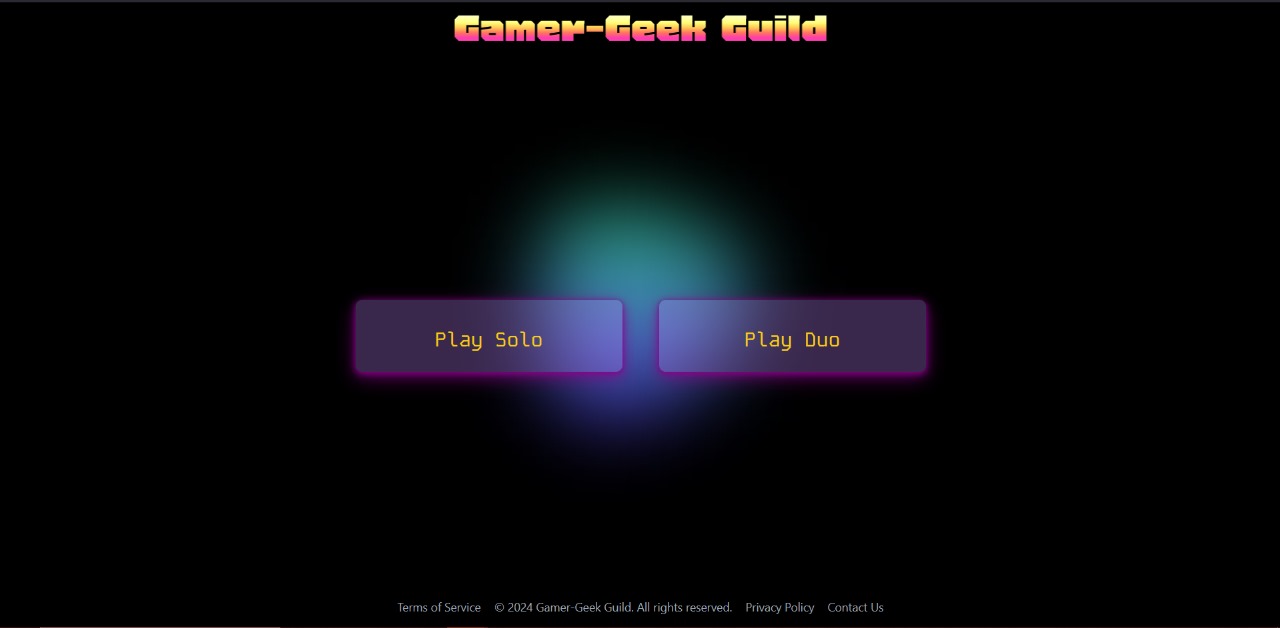 Gamer-Geek Guild
Play Solo
Play Duo
Terms of Service © 2024 Gamer-Geek Guild. All rights reserved. Privacy Policy Contact Us